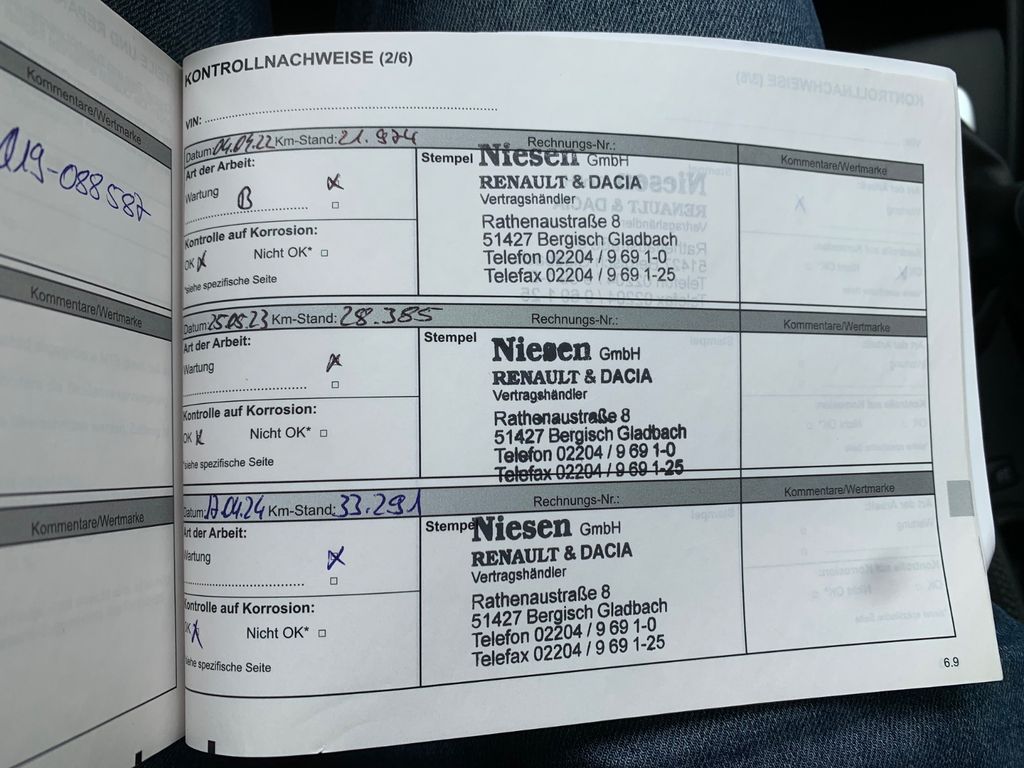 Kommentare/Wertmarke
019-088587
Kommentare/Wertmarke
Kommentare/Wertmarke
KONTROLLNACHWEISE (2/6)
VIN:
Datum: 04.04.22 Km-Stand: 21.974 Rechnungs-Nr.: Kommentare/Wertmarke
Art der Arbeit:
Wartung
B
Kontrolle auf Korrosion:
OK Nicht OK*
*siehe spezifische Seite
Stempel
Niesen GmbH
RENAULT & DACIA
Vertragshändler
Rathenaustraße 8
51427 Bergisch Gladbach
Telefon 02204 / 9 69 1-0
Telefax 02204 / 9 69 1-25
Datum: 25.05.23 Km-Stand: 28.385 Rechnungs-Nr.: Kommentare/Wertmarke
Art der Arbeit:
Wartung
Kontrolle auf Korrosion:
OK Nicht OK*
*siehe spezifische Seite
Stempel
Niesen GmbH
RENAULT & DACIA
Vertragshändler
Rathenaustraße 8
51427 Bergisch Gladbach
Telefon 02204 / 9 69 1-0
Telefax 02204 / 9 69 1-25
Datum: 17.04.24 Km-Stand: 33.291 Rechnungs-Nr.: Kommentare/Wertmarke
Art der Arbeit:
Wartung
Kontrolle auf Korrosion:
OK Nicht OK*
*siehe spezifische Seite
Stempel
Niesen GmbH
RENAULT & DACIA
Vertragshändler
Rathenaustraße 8
51427 Bergisch Gladbach
Telefon 02204 / 9 69 1-0
Telefax 02204 / 9 69 1-25
6.9